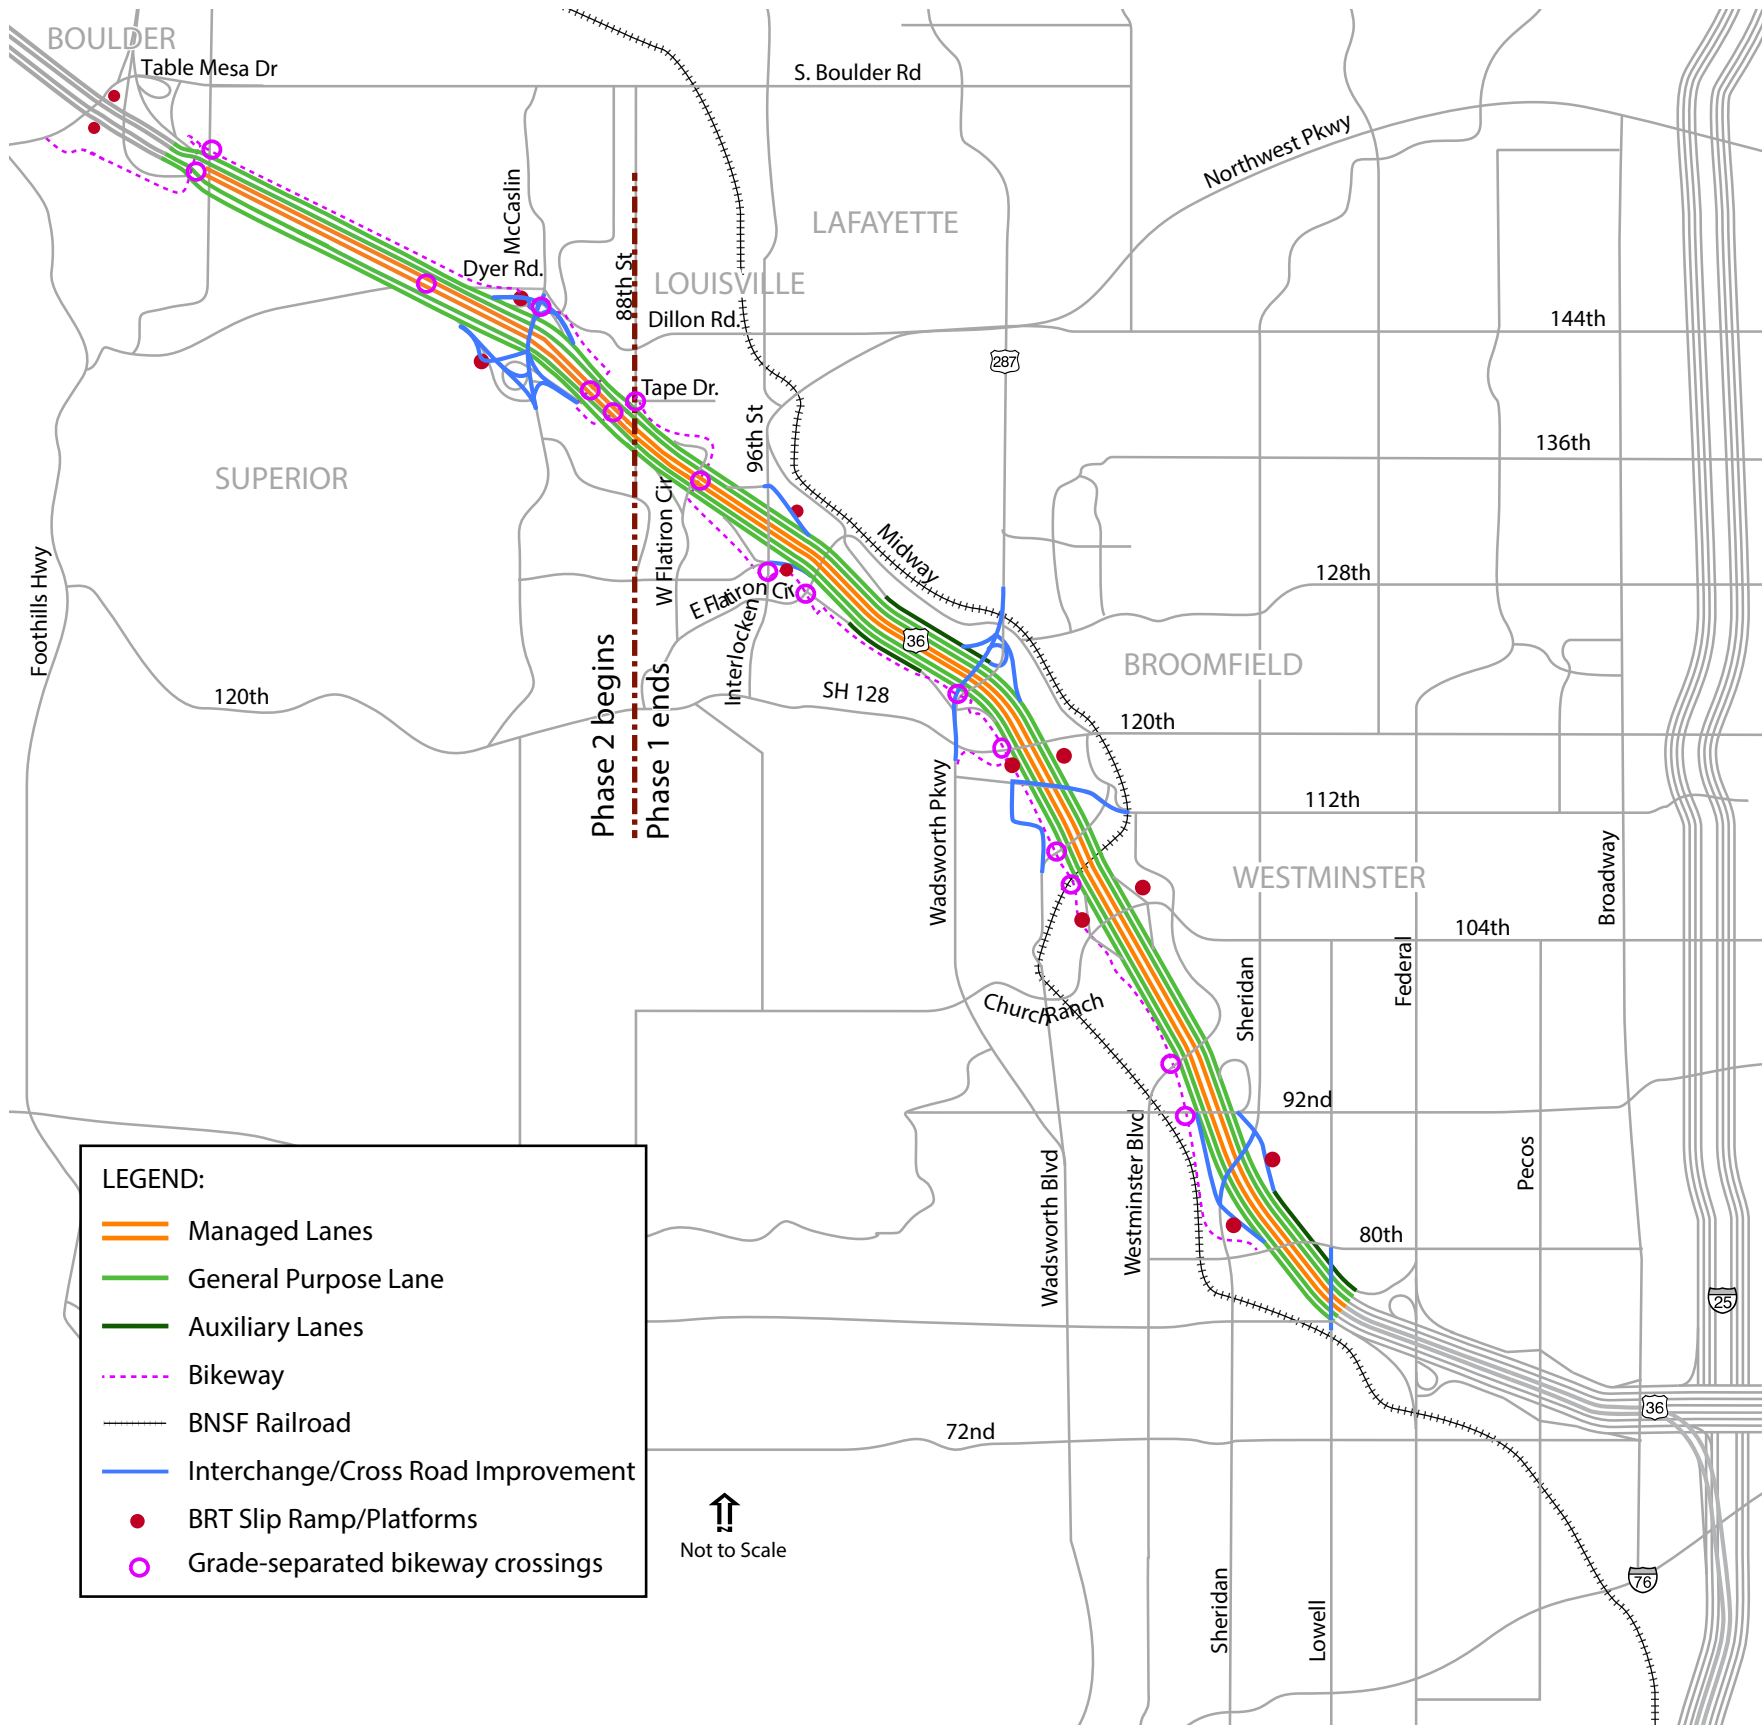 BOULDER
Table Mesa Dr
S. Boulder Rd
Northwest Pkwy
McCaslin
LAFAYETTE
Dyer Rd.
88th St
LOUISVILLE
Dillon Rd.
144th
287
Tape Dr.
96th St
136th
SUPERIOR
W Flatiron Cir
Midway
Foothills Hwy
E Flatiron Cir
128th
Interlocken
36
BROOMFIELD
120th
SH 128
120th
Phase 2 begins
Phase 1 ends
Wadsworth Pkwy
112th
Broadway
WESTMINSTER
104th
Federal
Sheridan
Church Ranch
92nd
Pecos
Westminster Blvd
Wadsworth Blvd
80th
25
LEGEND:
Managed Lanes
General Purpose Lane
Auxiliary Lanes
Bikeway
BNSF Railroad
Interchange/Cross Road Improvement
BRT Slip Ramp/Platforms
Grade-separated bikeway crossings
36
72nd
N
Not to Scale
76
Sheridan
Lowell